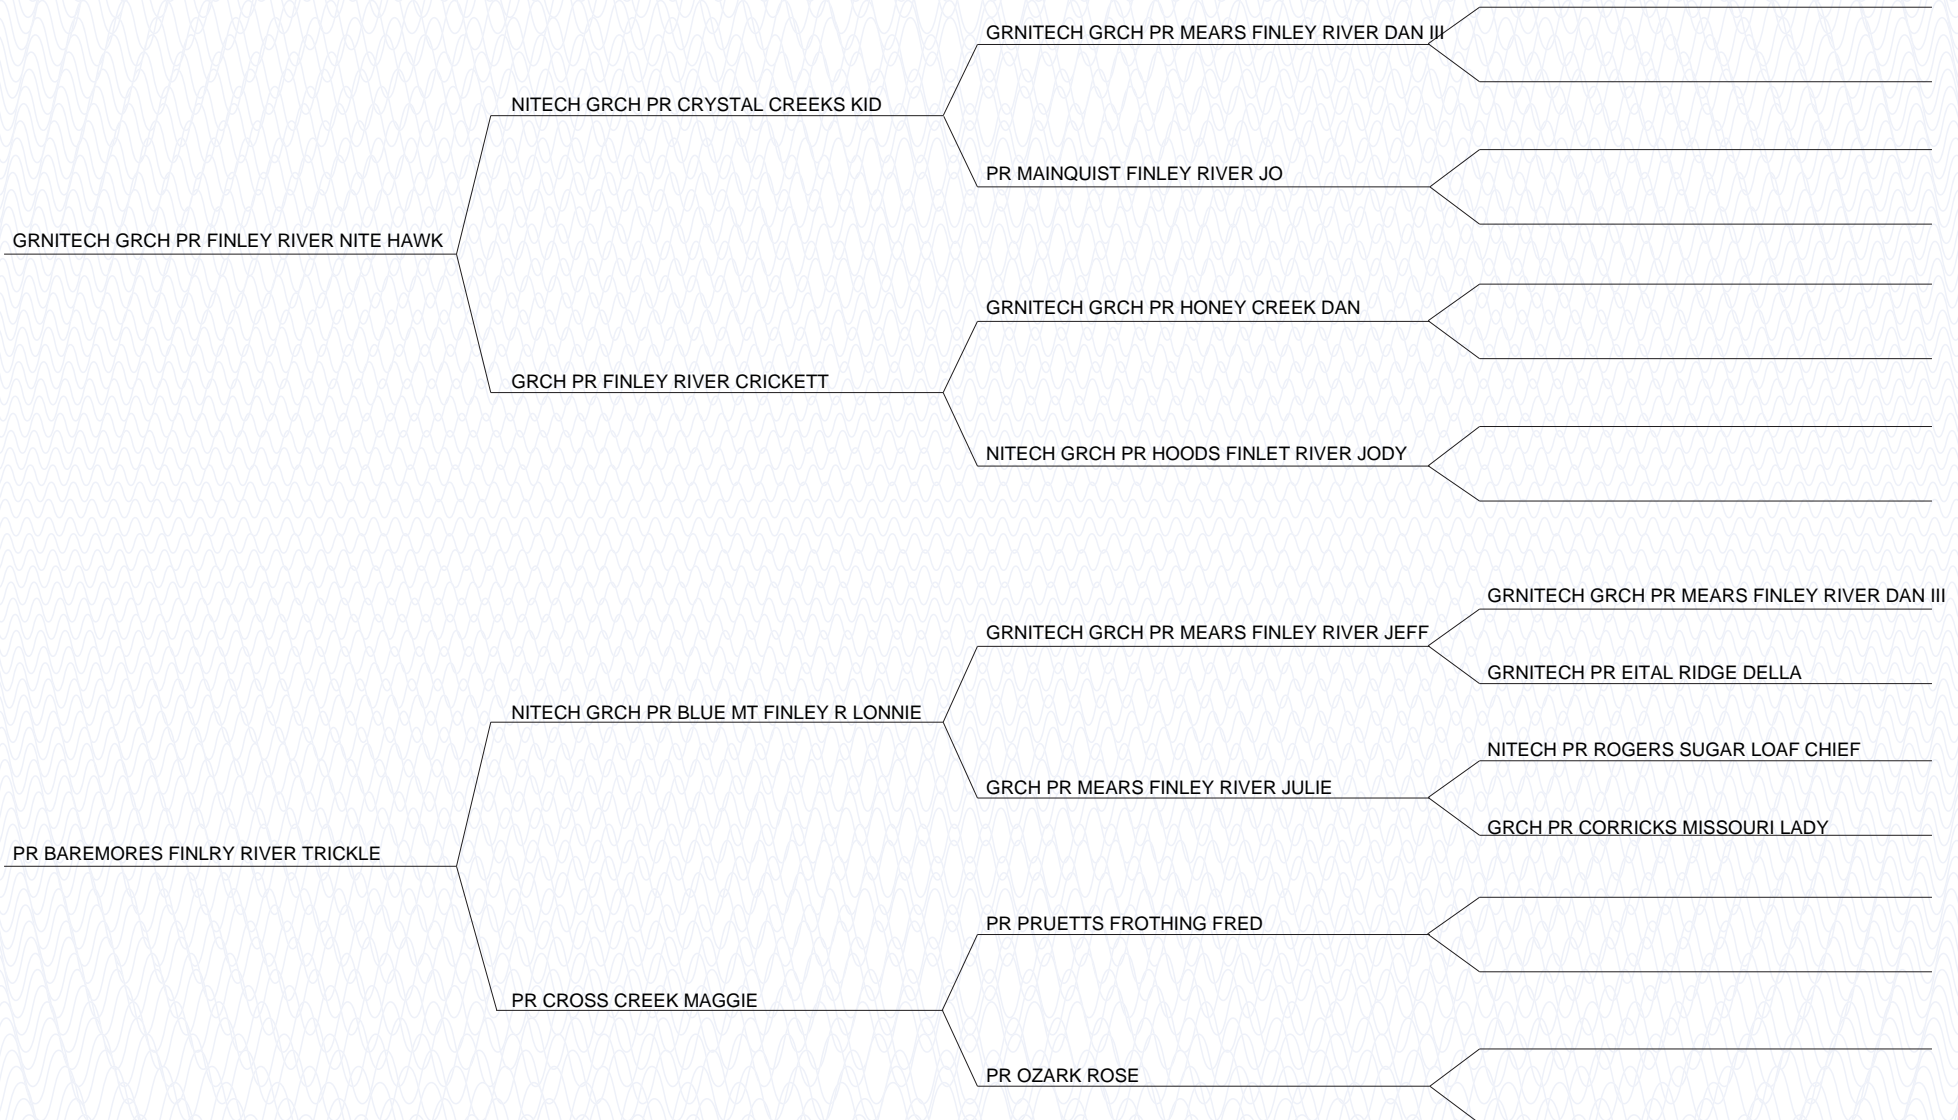 GRNITECH GRCH PR MEARS FINLEY RIVER DAN III
NITECH GRCH PR CRYSTAL CREEKS KID
PR MAINQUIST FINLEY RIVER JO
GRNITECH GRCH PR FINLEY RIVER NITE HAWK
GRNITECH GRCH PR HONEY CREEK DAN
GRCH PR FINLEY RIVER CRICKETT
NITECH GRCH PR HOODS FINLET RIVER JODY
GRNITECH GRCH PR MEARS FINLEY RIVER DAN III
GRNITECH GRCH PR MEARS FINLEY RIVER JEFF
GRNITECH PR EITAL RIDGE DELLA
NITECH GRCH PR BLUE MT FINLEY R LONNIE
NITECH PR ROGERS SUGAR LOAF CHIEF
GRCH PR MEARS FINLEY RIVER JULIE
GRCH PR CORRICKS MISSOURI LADY
PR BAREMORES FINLRY RIVER TRICKLE
PR PRUETTS FROTHING FRED
PR CROSS CREEK MAGGIE
PR OZARK ROSE